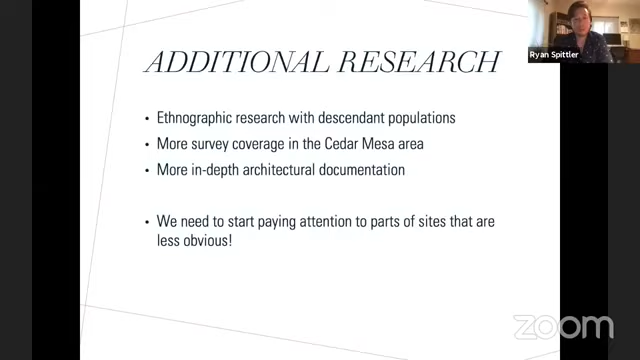 ADDITIONAL RESEARCH
• Ethnographic research with descendant populations
• More survey coverage in the Cedar Mesa area
• More in-depth architectural documentation
• We need to start paying attention to parts of sites that are
less obvious!
Ryan Spittler
zoom